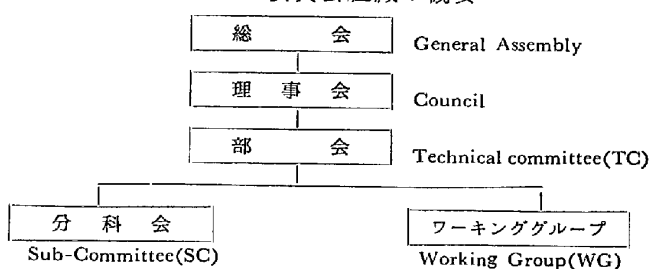 総会
General Assembly
理事会
Council
部会
Technical committee(TC)
分科会
ワーキンググループ
Sub-Committee(SC)
Working Group(WG)